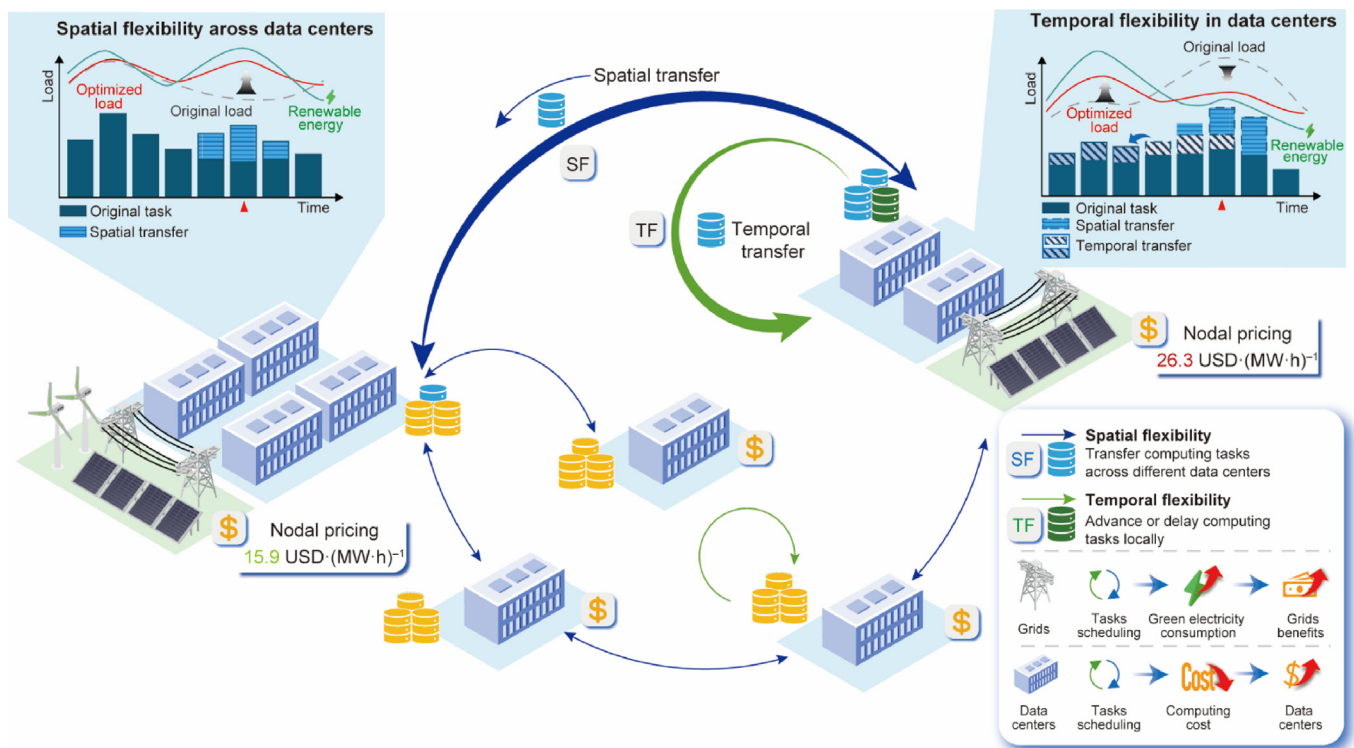 Spatial flexibility aross data centers
Load
Optimized
load
Original load
Renewable
energy
Time
Original task
Spatial transfer
Spatial transfer
SF
TF
Temporal
transfer
Temporal flexibility in data centers
Load
Original load
Optimized
load
Renewable
energy
Time
Original task
Spatial transfer
Temporal transfer
$
Nodal pricing
26.3 USD·(MW·h)⁻¹
$
Nodal pricing
15.9 USD·(MW·h)⁻¹
$
$
$
Spatial flexibility
SF
Transfer computing tasks
across different data centers
Temporal flexibility
TF
Advance or delay computing
tasks locally
Grids
Tasks
scheduling
Green electricity
consumption
Grids
benefits
Cost
$
Data
centers
Tasks
scheduling
Computing
cost
Data
centers